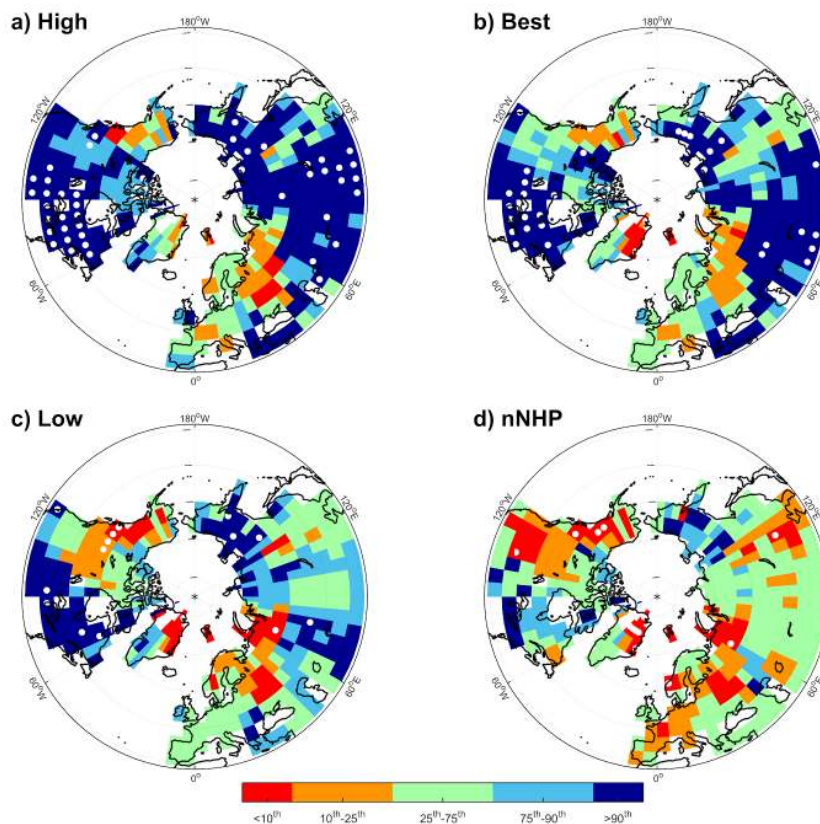 a) High
b) Best
180°W
180°W
120°W
120°E
120°W
120°E
60°W
60°E
60°W
60°E
0°
0°
c) Low
d) nNHP
180°W
180°W
120°W
120°E
120°W
120°E
60°W
60°E
60°W
60°E
0°
0°
<10th
10th-25th
25th-75th
75th-90th
>90th